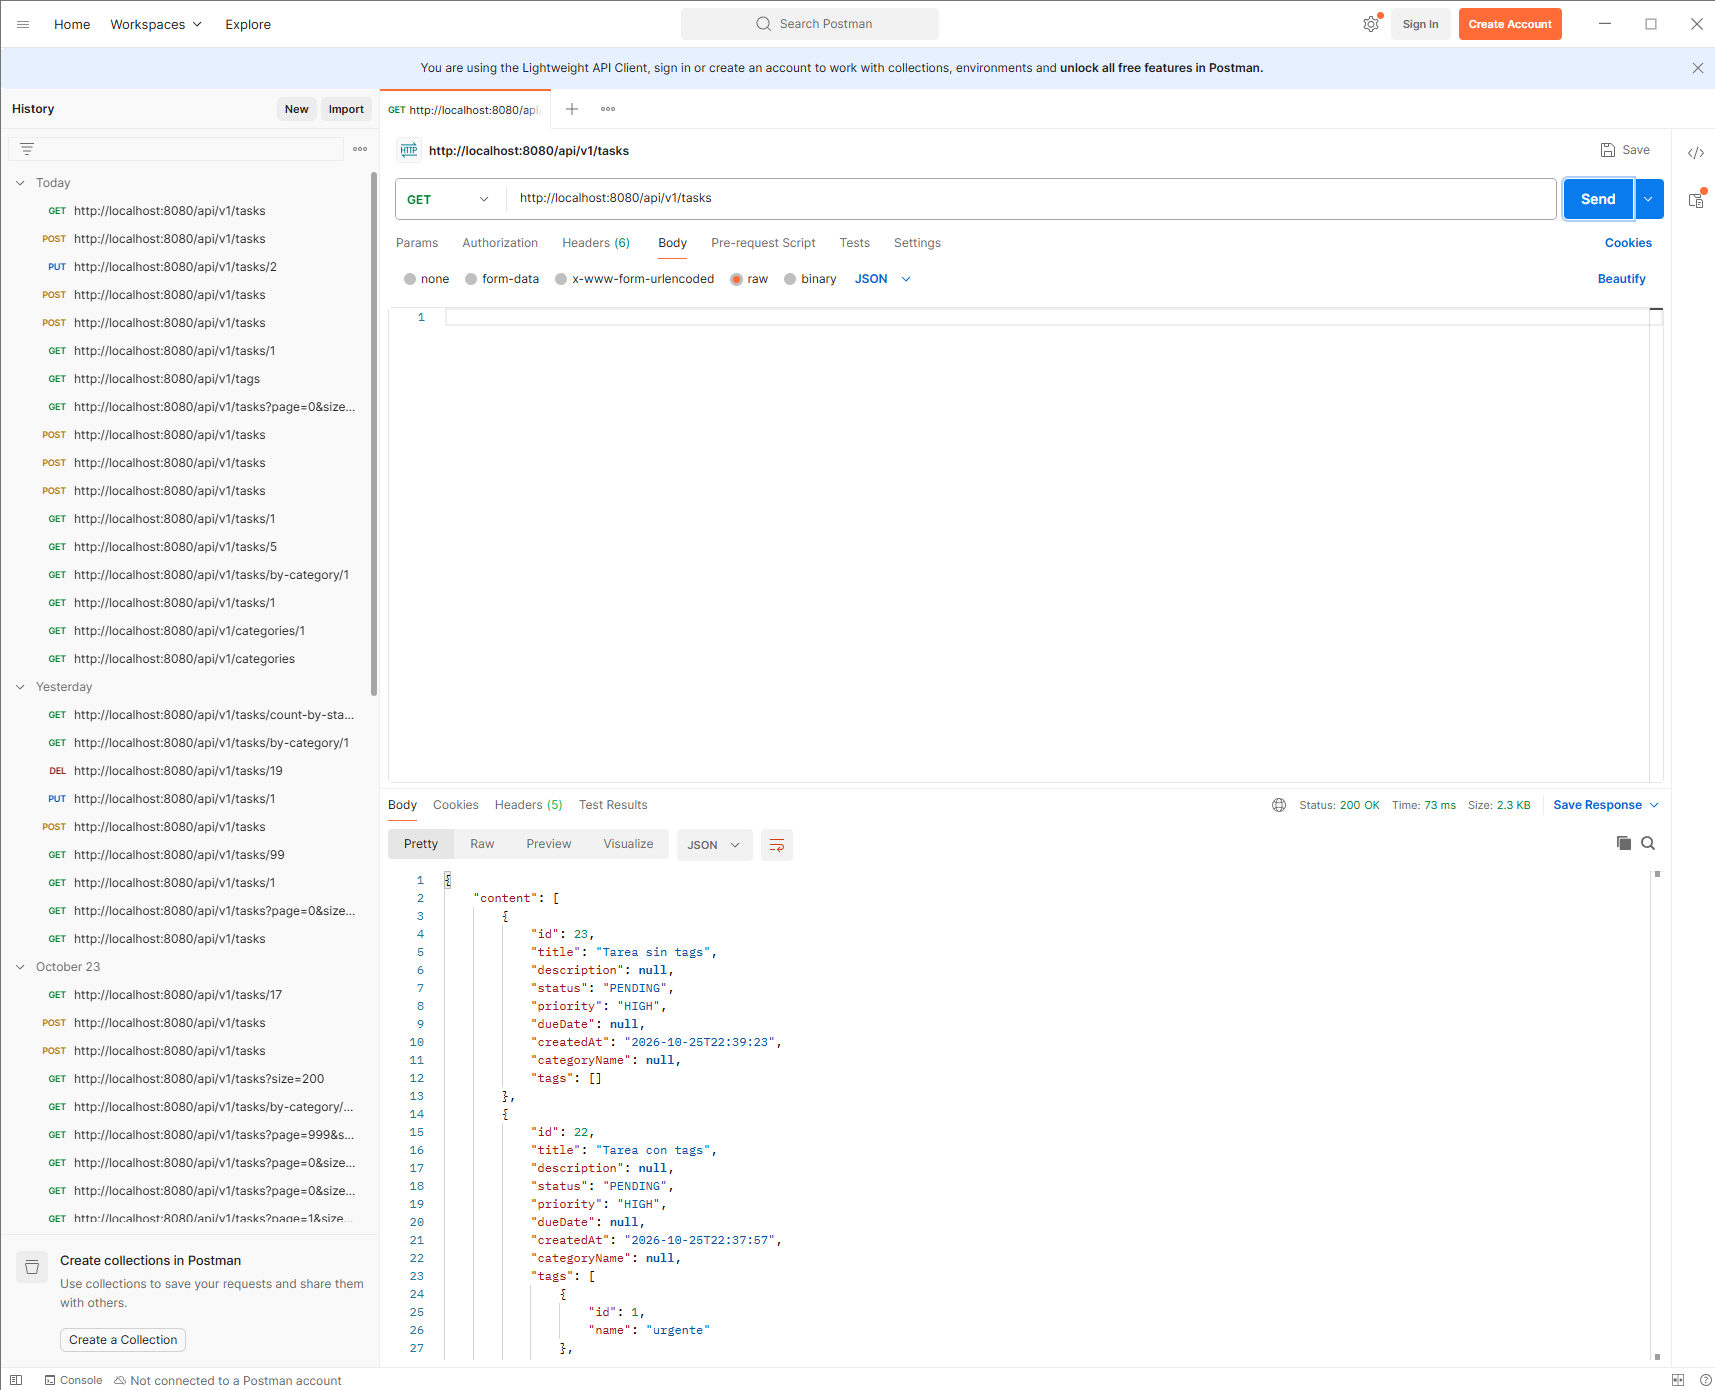 Home Workspaces Explore Search Postman Sign In Create Account
You are using the Lightweight API Client, sign in or create an account to work with collections, environments and unlock all free features in Postman.
History New Import
GET http://localhost:8080/api/
HTTP http://localhost:8080/api/v1/tasks Save
GET http://localhost:8080/api/v1/tasks Send
Params Authorization Headers (6) Body Pre-request Script Tests Settings Cookies
none form-data x-www-form-urlencoded raw binary JSON Beautify
1
Today
GET http://localhost:8080/api/v1/tasks
POST http://localhost:8080/api/v1/tasks
PUT http://localhost:8080/api/v1/tasks/2
POST http://localhost:8080/api/v1/tasks
POST http://localhost:8080/api/v1/tasks
GET http://localhost:8080/api/v1/tasks/1
GET http://localhost:8080/api/v1/tags
GET http://localhost:8080/api/v1/tasks?page=0&size...
POST http://localhost:8080/api/v1/tasks
POST http://localhost:8080/api/v1/tasks
POST http://localhost:8080/api/v1/tasks
GET http://localhost:8080/api/v1/tasks/1
GET http://localhost:8080/api/v1/tasks/5
GET http://localhost:8080/api/v1/tasks/by-category/1
GET http://localhost:8080/api/v1/tasks/1
GET http://localhost:8080/api/v1/categories/1
GET http://localhost:8080/api/v1/categories
Yesterday
GET http://localhost:8080/api/v1/tasks/count-by-sta...
GET http://localhost:8080/api/v1/tasks/by-category/1
DEL http://localhost:8080/api/v1/tasks/19
PUT http://localhost:8080/api/v1/tasks/1
POST http://localhost:8080/api/v1/tasks
GET http://localhost:8080/api/v1/tasks/99
GET http://localhost:8080/api/v1/tasks/1
GET http://localhost:8080/api/v1/tasks?page=0&size...
GET http://localhost:8080/api/v1/tasks
October 23
GET http://localhost:8080/api/v1/tasks/17
POST http://localhost:8080/api/v1/tasks
POST http://localhost:8080/api/v1/tasks
GET http://localhost:8080/api/v1/tasks?size=200
GET http://localhost:8080/api/v1/tasks/by-category/...
GET http://localhost:8080/api/v1/tasks?page=999&s...
GET http://localhost:8080/api/v1/tasks?page=0&size...
GET http://localhost:8080/api/v1/tasks?page=0&size...
GET http://localhost:8080/api/v1/tasks?page=1&size...
Create collections in Postman
Use collections to save your requests and share them
with others.
Create a Collection
Body Cookies Headers (5) Test Results Status: 200 OK Time: 73 ms Size: 2.3 KB Save Response
Pretty Raw Preview Visualize JSON
1 {
2 "content": [
3 {
4 "id": 23,
5 "title": "Tarea sin tags",
6 "description": null,
7 "status": "PENDING",
8 "priority": "HIGH",
9 "dueDate": null,
10 "createdAt": "2026-10-25T22:39:23",
11 "categoryName": null,
12 "tags": []
13 },
14 {
15 "id": 22,
16 "title": "Tarea con tags",
17 "description": null,
18 "status": "PENDING",
19 "priority": "HIGH",
20 "dueDate": null,
21 "createdAt": "2026-10-25T22:37:57",
22 "categoryName": null,
23 "tags": [
24 {
25 "id": 1,
26 "name": "urgente"
27 },
Console Not connected to a Postman account